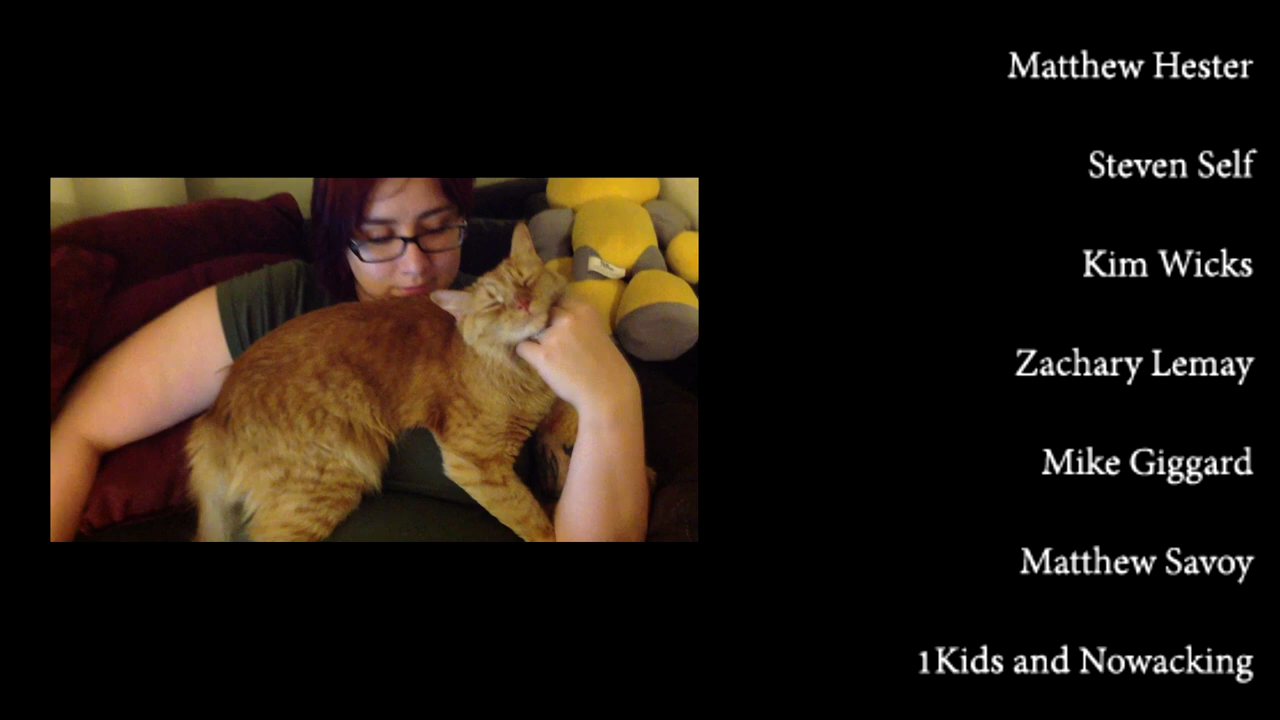 Matthew Hester
Steven Self
Kim Wicks
Zachary Lemay
Mike Giggard
Matthew Savoy
1Kids and Nowacking